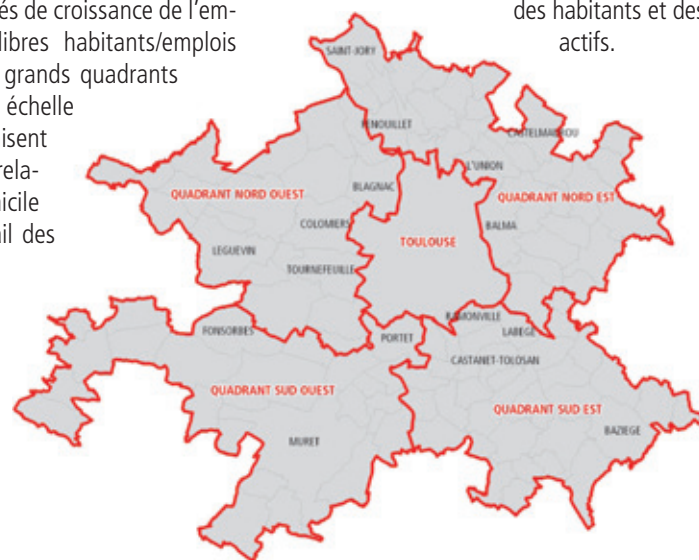 és de croissance de l'em-
libres habitants/emplois
grands quadrants
échelle
isent
rela-
icile
il des
des habitants et des
actifs.
SAINT-JORY
FENOUILLET
CASTELMAUROU
L'UNION
QUADRANT NORD OUEST
BLAGNAC
QUADRANT NORD EST
COLOMIERS
BALMA
TOULOUSE
LEGUEVIN
TOURNEFEUILLE
FONSORBES
PORTET
RAMONVILLE
LABEGE
CASTANET-TOLOSAN
QUADRANT SUD OUEST
QUADRANT SUD EST
BAZIEGE
MURET